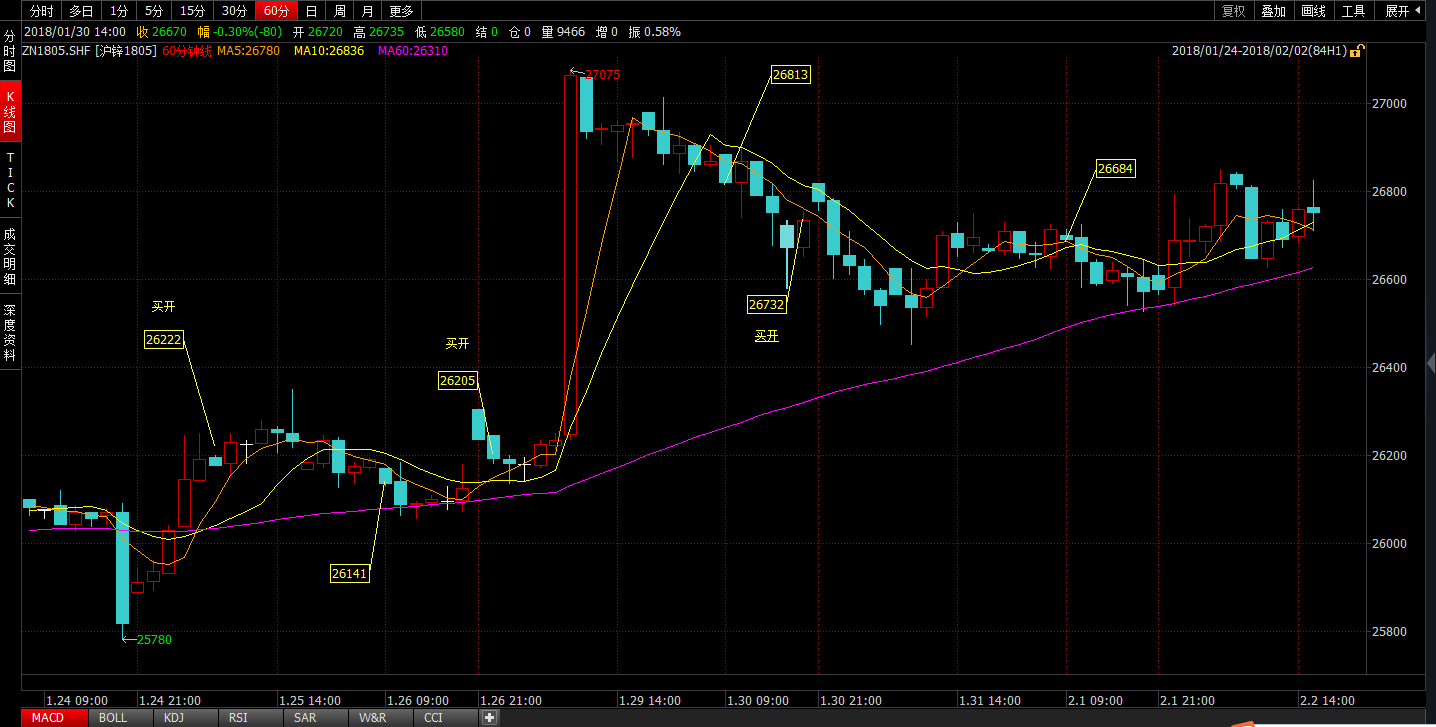 分时 多日 1分 5分 15分 30分 60分 日 周 月 更多 复权 叠加 画线 工具 展开
2018/01/30 14:00 收 26670 幅 -0.30%(-80) 开 26720 高 26735 低 26580 结 0 仓 0 量 9466 增 0 振 0.58%
ZN1805.SHF [沪锌1805] 60分钟线 MA5:26780 MA10:26836 MA60:26310 2018/01/24-2018/02/02(84H1)
分时图
K线图
TICK
成交明细
深度资料
27075
26813
27000
26684
26800
26732
买开
26600
买开
26222
买开
26205
26400
26200
26141
26000
25780
25800
1.24 09:00 1.24 21:00 1.25 14:00 1.26 09:00 1.26 21:00 1.29 14:00 1.30 09:00 1.30 21:00 1.31 14:00 2.1 09:00 2.1 21:00 2.2 14:00
MACD BOLL KDJ RSI SAR W&R CCI